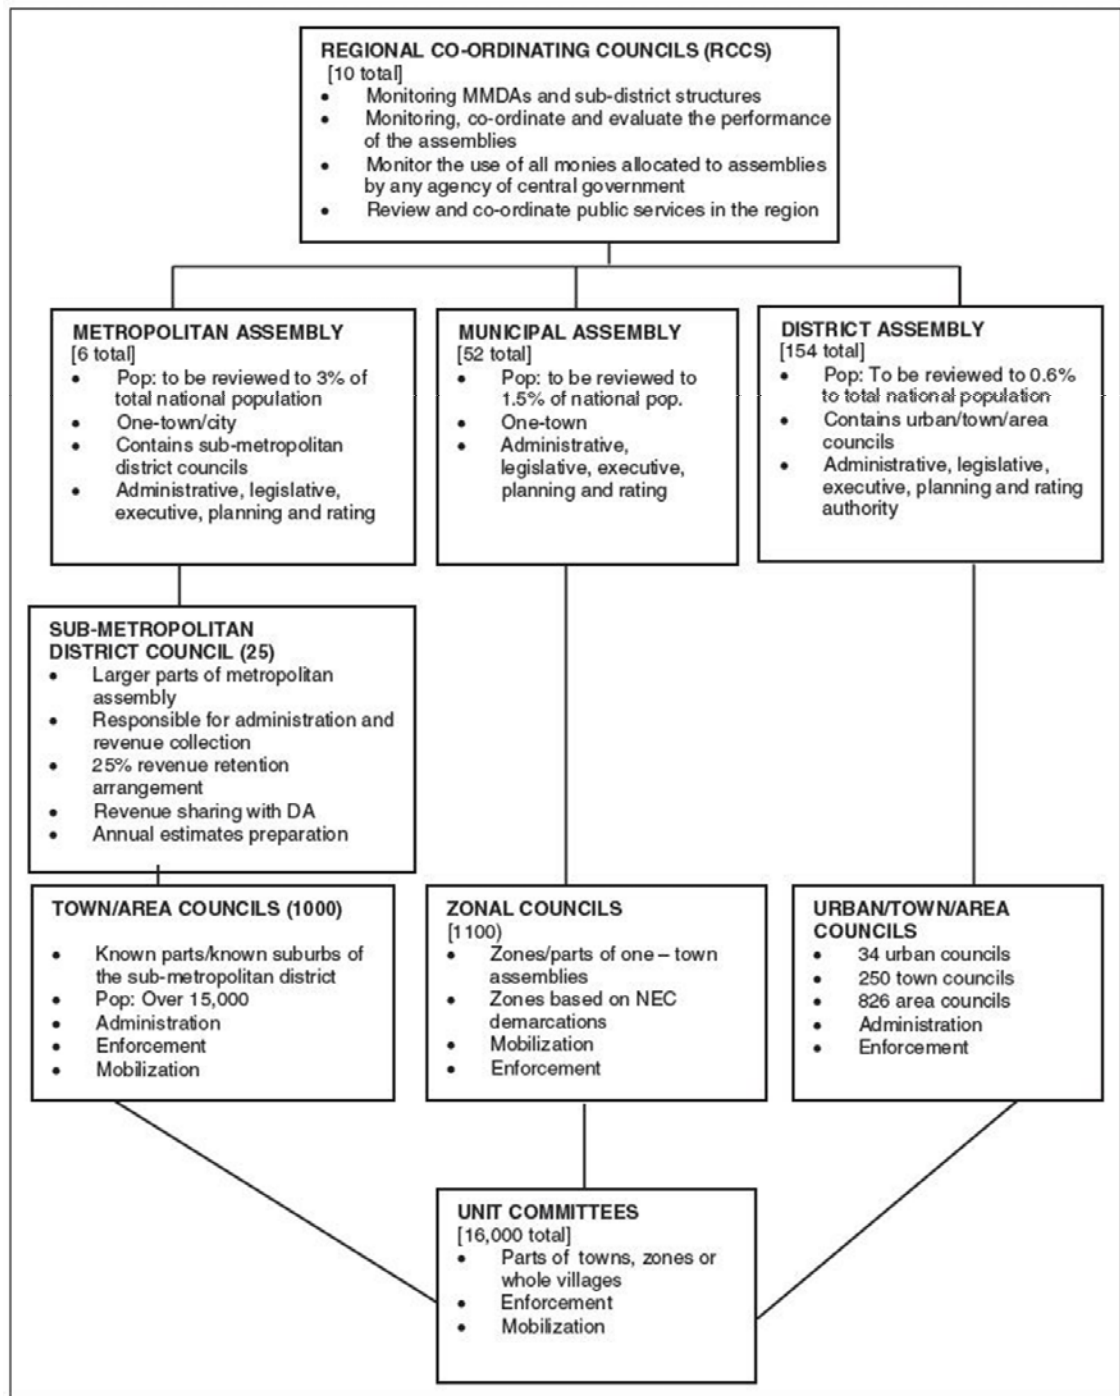 REGIONAL CO-ORDINATING COUNCILS (RCCS)
[10 total]
• Monitoring MMDAs and sub-district structures
• Monitoring, co-ordinate and evaluate the performance
of the assemblies
• Monitor the use of all monies allocated to assemblies
by any agency of central government
• Review and co-ordinate public services in the region
METROPOLITAN ASSEMBLY
[6 total]
• Pop: to be reviewed to 3% of
total national population
• One-town/city
• Contains sub-metropolitan
district councils
• Administrative, legislative,
executive, planning and rating
MUNICIPAL ASSEMBLY
[52 total]
• Pop: to be reviewed to
1.5% of national pop.
• One-town
• Administrative,
legislative, executive,
planning and rating
DISTRICT ASSEMBLY
[154 total]
• Pop: To be reviewed to 0.6%
to total national population
• Contains urban/town/area
councils
• Administrative, legislative,
executive, planning and rating
authority
SUB-METROPOLITAN
DISTRICT COUNCIL (25)
• Larger parts of metropolitan
assembly
• Responsible for administration and
revenue collection
• 25% revenue retention
arrangement
• Revenue sharing with DA
• Annual estimates preparation
TOWN/AREA COUNCILS (1000)
• Known parts/known suburbs of
the sub-metropolitan district
• Pop: Over 15,000
• Administration
• Enforcement
• Mobilization
ZONAL COUNCILS
[1100)
• Zones/parts of one – town
assemblies
• Zones based on NEC
demarcations
• Mobilization
• Enforcement
URBAN/TOWN/AREA
COUNCILS
• 34 urban councils
• 250 town councils
• 826 area councils
• Administration
• Enforcement
UNIT COMMITTEES
[16,000 total]
• Parts of towns, zones or
whole villages
• Enforcement
• Mobilization